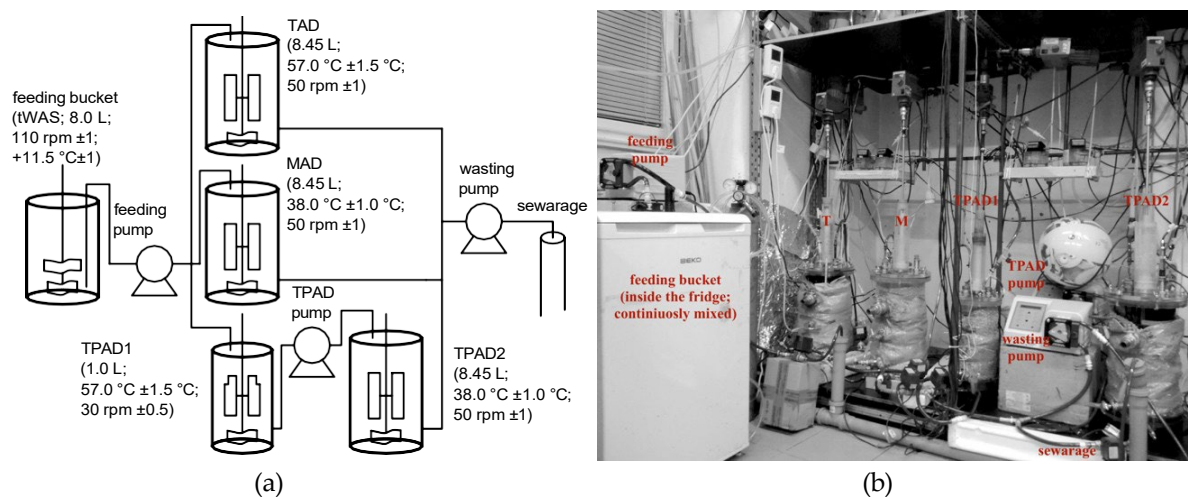 TAD
(8.45 L;
57.0 °C ±1.5 °C;
50 rpm ±1)
feeding bucket
(tWAS; 8.0 L;
110 rpm ±1;
+11.5 °C±1)
feeding
pump
MAD
(8.45 L;
38.0 °C ±1.0 °C;
50 rpm ±1)
wasting
pump
sewarage
TPAD
pump
TPAD1
(1.0 L;
57.0 °C ±1.5 °C;
30 rpm ±0.5)
TPAD2
(8.45 L;
38.0 °C ±1.0 °C;
50 rpm ±1)
(a)
feeding
pump
T
M
TPAD1
TPAD2
BEKO
feeding bucket
(inside the fridge;
continiuosly mixed)
TPAD
pump
wasting
pump
sewarage
(b)